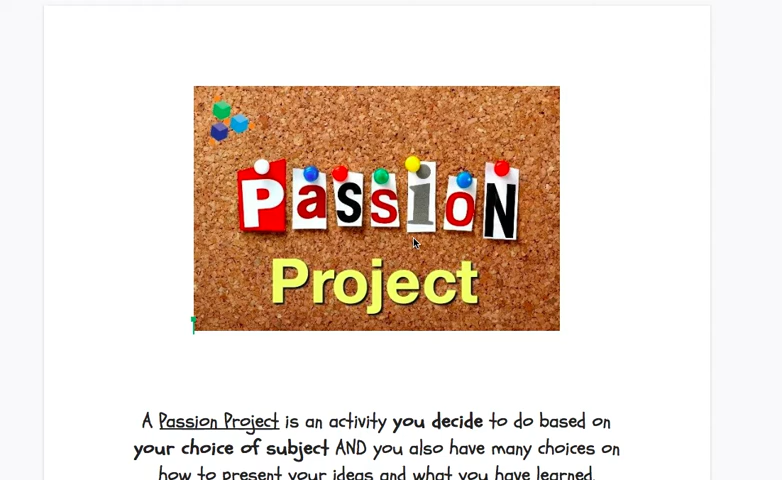 Passion
Project
A Passion Project is an activity you decide to do based on
your choice of subject AND you also have many choices on
how to present your ideas and what you have learned.